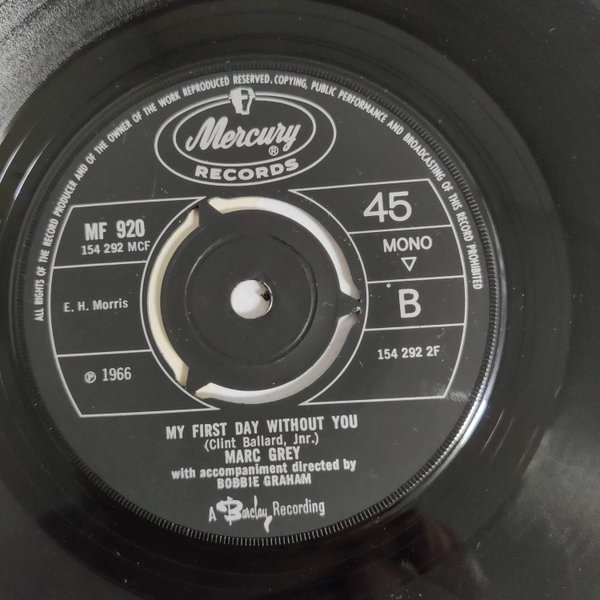 ALL RIGHTS OF THE RECORD PRODUCER AND OF THE OWNER OF THE WORK REPRODUCED RESERVED. COPYING, PUBLIC PERFORMANCE AND BROADCASTING OF THIS RECORD PROHIBITED
Mercury ®
RECORDS
MF 920
154 292 MCF
E. H. Morris
℗ 1966
45
MONO
B
154 292 2F
MY FIRST DAY WITHOUT YOU
(Clint Ballard, Jnr.)
MARC GREY
with accompaniment directed by
BOBBIE GRAHAM
A Barclay Recording